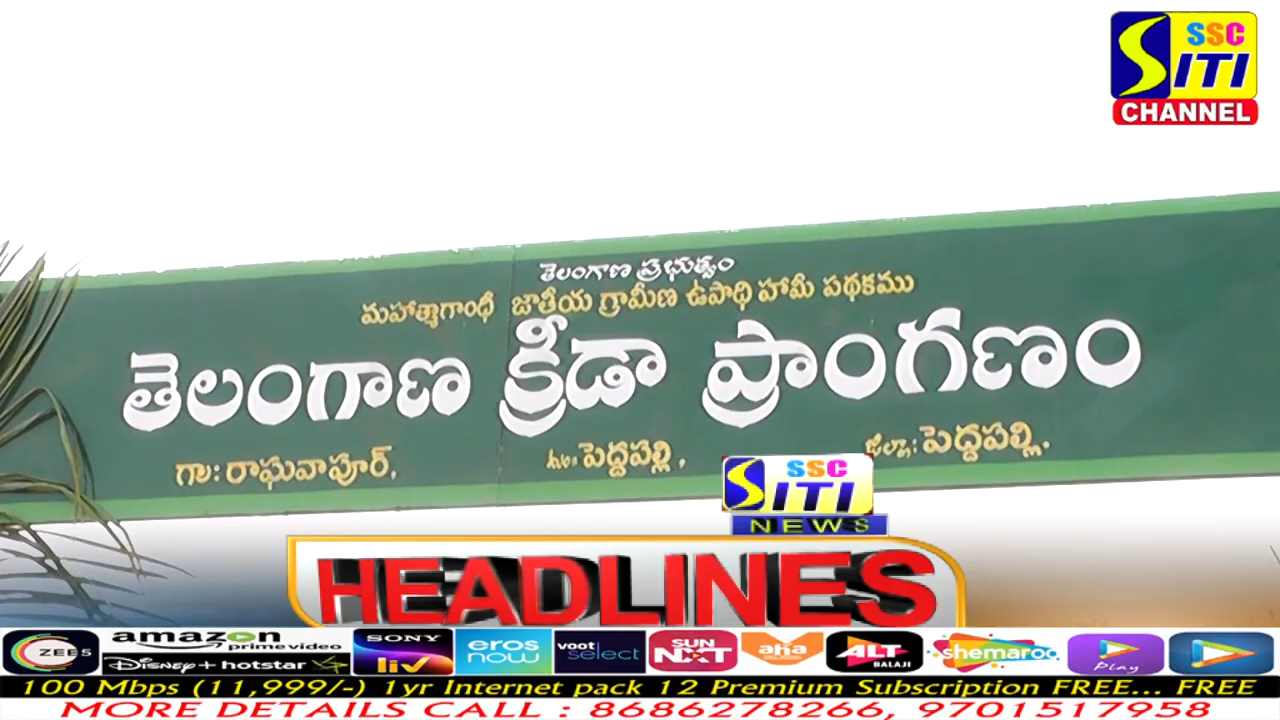 SSC
SITI
CHANNEL
తెలంగాణ ప్రభుత్వం
మహాత్మాగాంధీ జాతీయ గ్రామీణ ఉపాధి హామీ పథకము
తెలంగాణ క్రీడా ప్రాంగణం
గ్రా: రాఘవాపూర్, మం: పెద్దపల్లి, జిల్లా: పెద్దపల్లి.
SSC
SITI
NEWS
HEADLINES
ZEE5 amazon prime video Disney+ hotstar SONY liv eros now voot select SUN NXT aha ALT BALAJI shemaroo Play
100 Mbps (11,999/-) 1yr Internet pack 12 Premium Subscription FREE... FREE
MORE DETAILS CALL : 8686278266, 9701517958